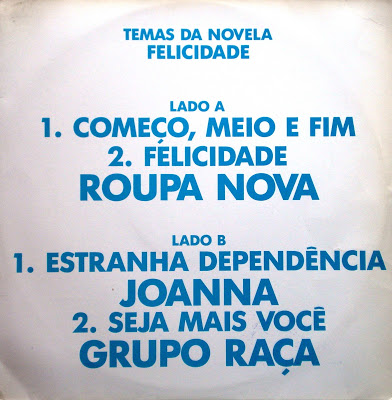 TEMAS DA NOVELA
FELICIDADE
LADO A
1. COMEÇO, MEIO E FIM
2. FELICIDADE
ROUPA NOVA
LADO B
1. ESTRANHA DEPENDÊNCIA
JOANNA
2. SEJA MAIS VOCÊ
GRUPO RAÇA